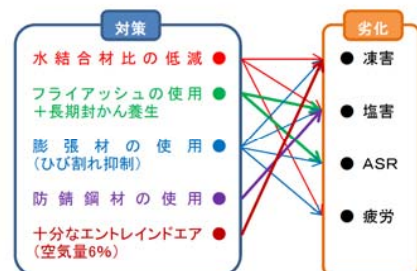 対策
水結合材比の低減
フライアッシュの使用
＋長期封かん養生
膨張材の使用
(ひび割れ抑制)
防錆鋼材の使用
十分なエントレインドエア
(空気量6%)
劣化
凍害
塩害
ASR
疲労